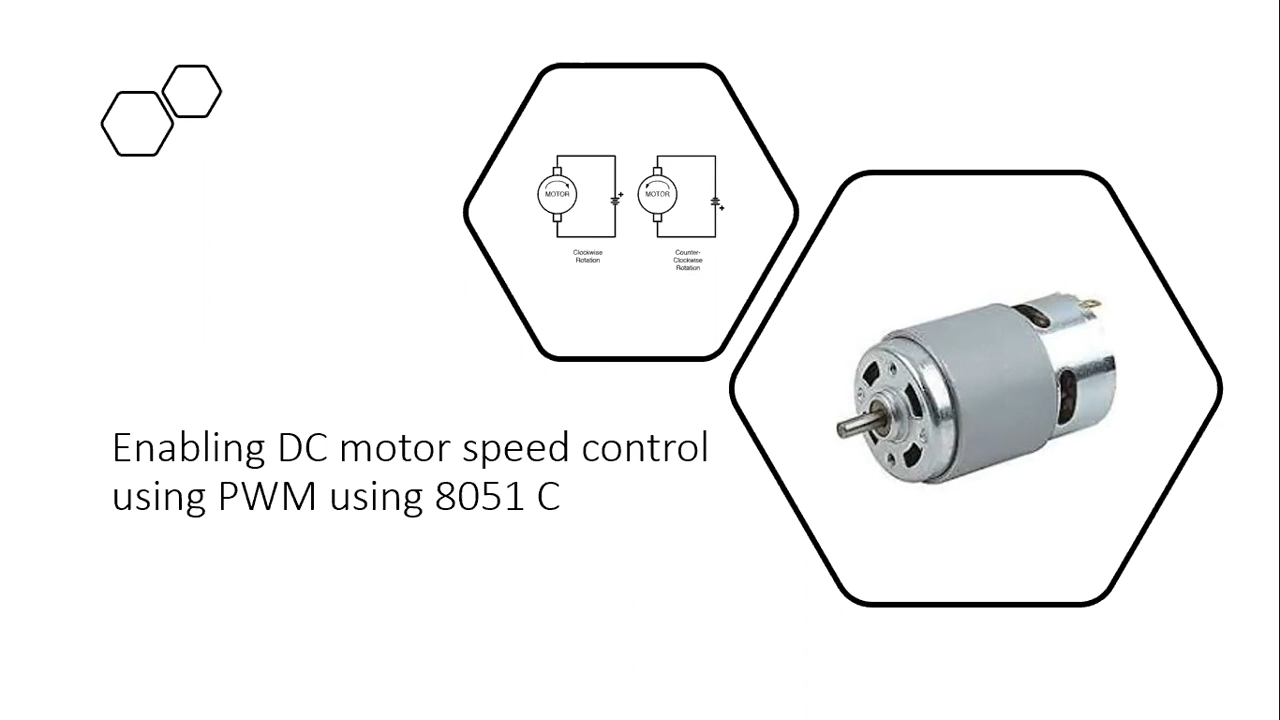 MOTOR
+
MOTOR
+
Clockwise
Rotation
Counter-
Clockwise
Rotation
Enabling DC motor speed control
using PWM using 8051 C